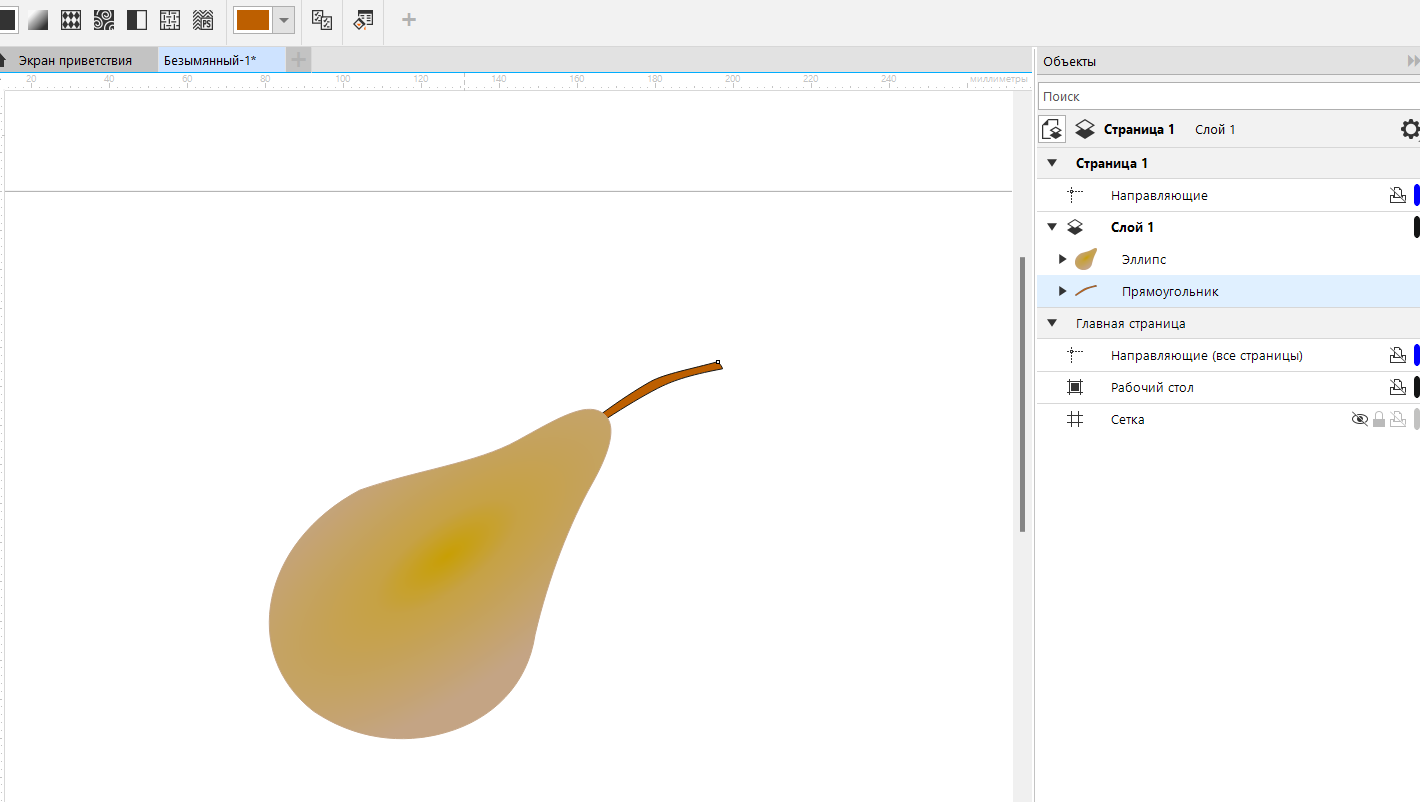 PS
Экран приветствия
Безымянный-1*
20 40 60 80 100 120 140 160 180 200 220 240 миллиметры
Объекты
Поиск
Страница 1 Слой 1
Страница 1
Направляющие
Слой 1
Эллипс
Прямоугольник
Главная страница
Направляющие (все страницы)
Рабочий стол
Сетка